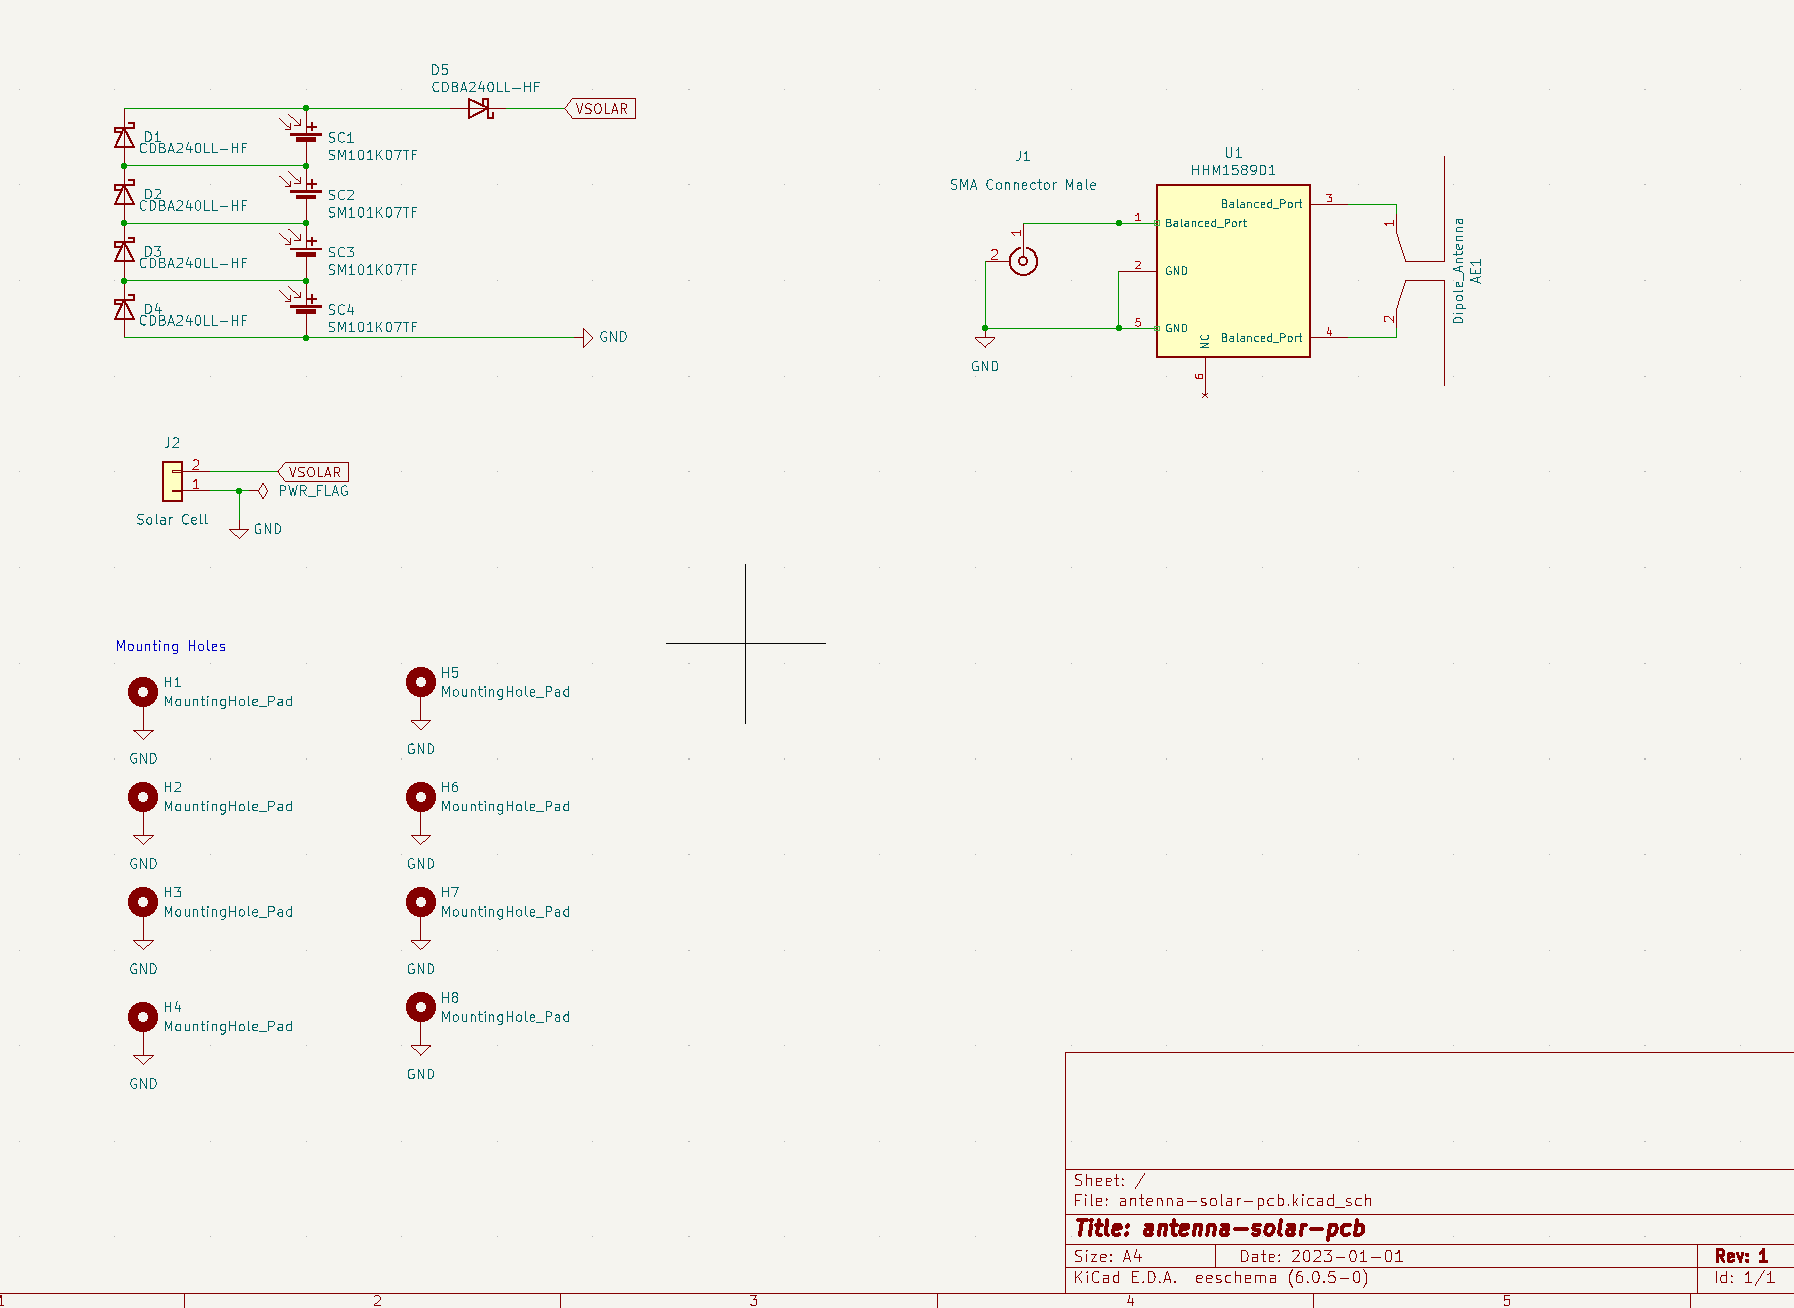 D5
CDBA240LL-HF
VSOLAR
D1
CDBA240LL-HF
SC1
SM101K07TF
D2
CDBA240LL-HF
SC2
SM101K07TF
D3
CDBA240LL-HF
SC3
SM101K07TF
D4
CDBA240LL-HF
SC4
SM101K07TF
GND
J1
SMA Connector Male
1
2
GND
U1
HHM1589D1
1
Balanced_Port
2
GND
5
GND
NC
6
Balanced_Port
3
Balanced_Port
4
1
2
Dipole_Antenna
AE1
J2
2
VSOLAR
1
PWR_FLAG
Solar Cell
GND
Mounting Holes
H1
MountingHole_Pad
GND
H2
MountingHole_Pad
GND
H3
MountingHole_Pad
GND
H4
MountingHole_Pad
GND
H5
MountingHole_Pad
GND
H6
MountingHole_Pad
GND
H7
MountingHole_Pad
GND
H8
MountingHole_Pad
GND
Sheet: /
File: antenna-solar-pcb.kicad_sch
Title: antenna-solar-pcb
Size: A4 Date: 2023-01-01 Rev: 1
KiCad E.D.A. eeschema (6.0.5-0) Id: 1/1
1 2 3 4 5